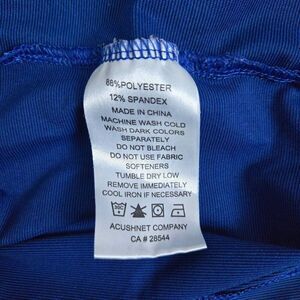 88%POLYESTER
12% SPANDEX
MADE IN CHINA
MACHINE WASH COLD
WASH DARK COLORS
SEPARATELY
DO NOT BLEACH
DO NOT USE FABRIC
SOFTENERS
TUMBLE DRY LOW
REMOVE IMMEDIATELY
COOL IRON IF NECESSARY
ACUSHNET COMPANY
CA # 28544